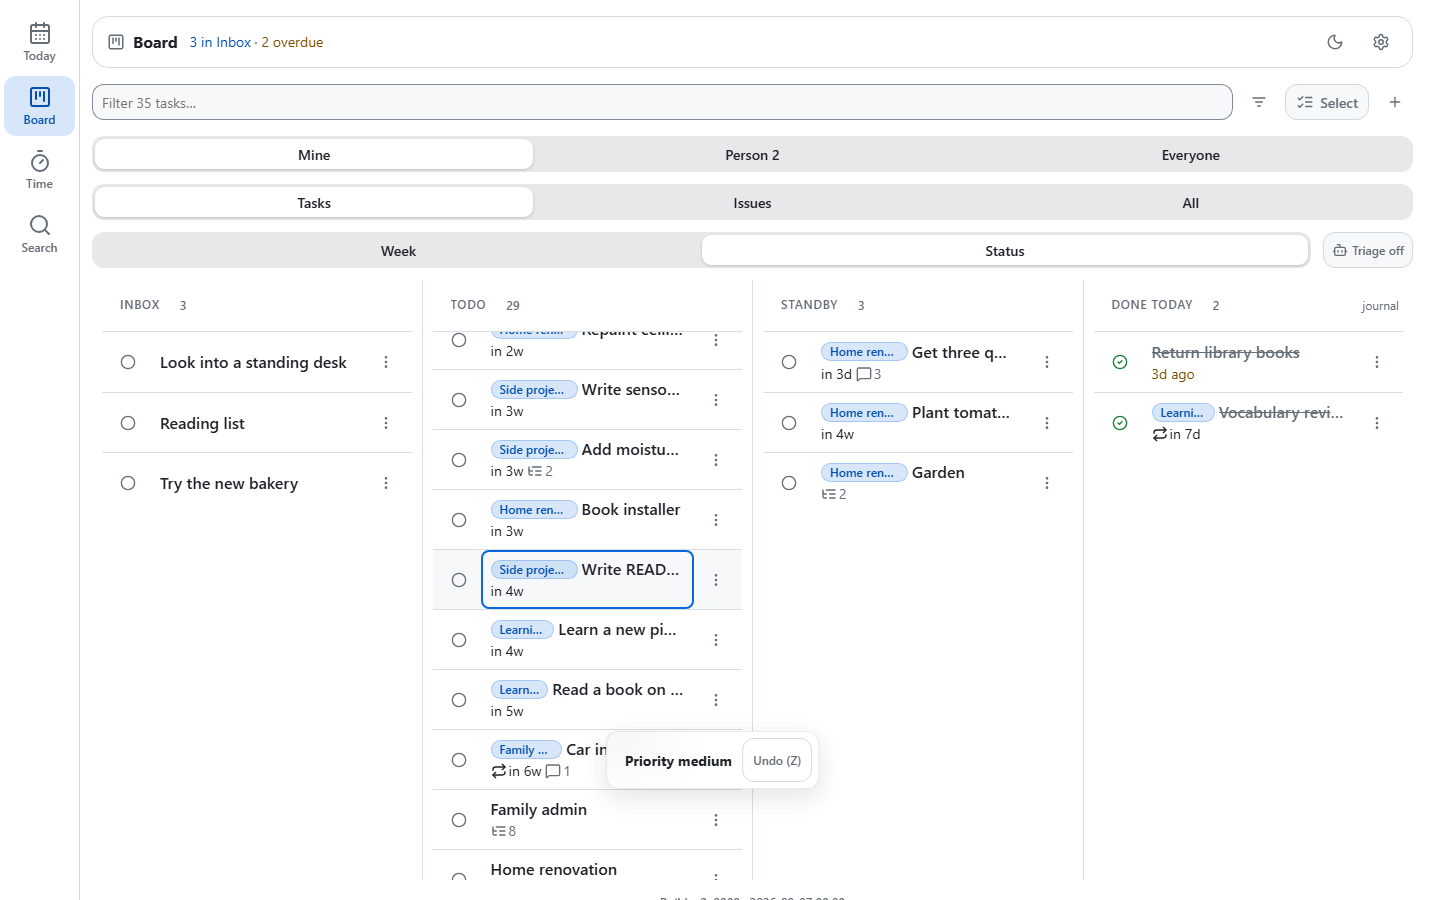 Today
Board
Time
Search
Board 3 in Inbox · 2 overdue
Filter 35 tasks...
Select
Mine Person 2 Everyone
Tasks Issues All
Week Status
Triage off
INBOX 3
Look into a standing desk
Reading list
Try the new bakery
TODO 29
in 2w
Side proje... Write senso...
in 3w
Side proje... Add moistu...
in 3w 2
Home ren... Book installer
in 3w
Side proje... Write READ...
in 4w
Learni... Learn a new pi...
in 4w
Learn... Read a book on ...
in 5w
Family ... Car in
in 6w 1
Family admin
8
Home renovation
STANDBY 3
Home ren... Get three q...
in 3d 3
Home ren... Plant tomat...
in 4w
Home ren... Garden
2
DONE TODAY 2 journal
Return library books
3d ago
Learni... Vocabulary revi...
in 7d
Priority medium Undo (Z)